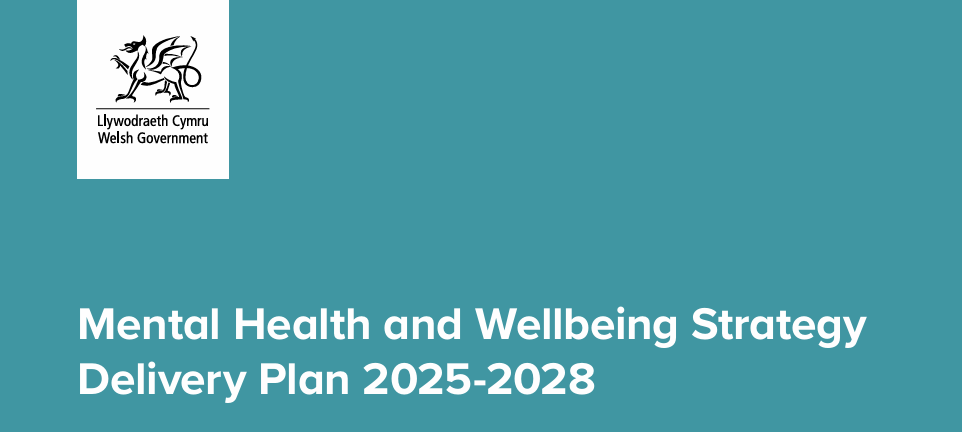 Llywodraeth Cymru
Welsh Government
Mental Health and Wellbeing Strategy
Delivery Plan 2025-2028